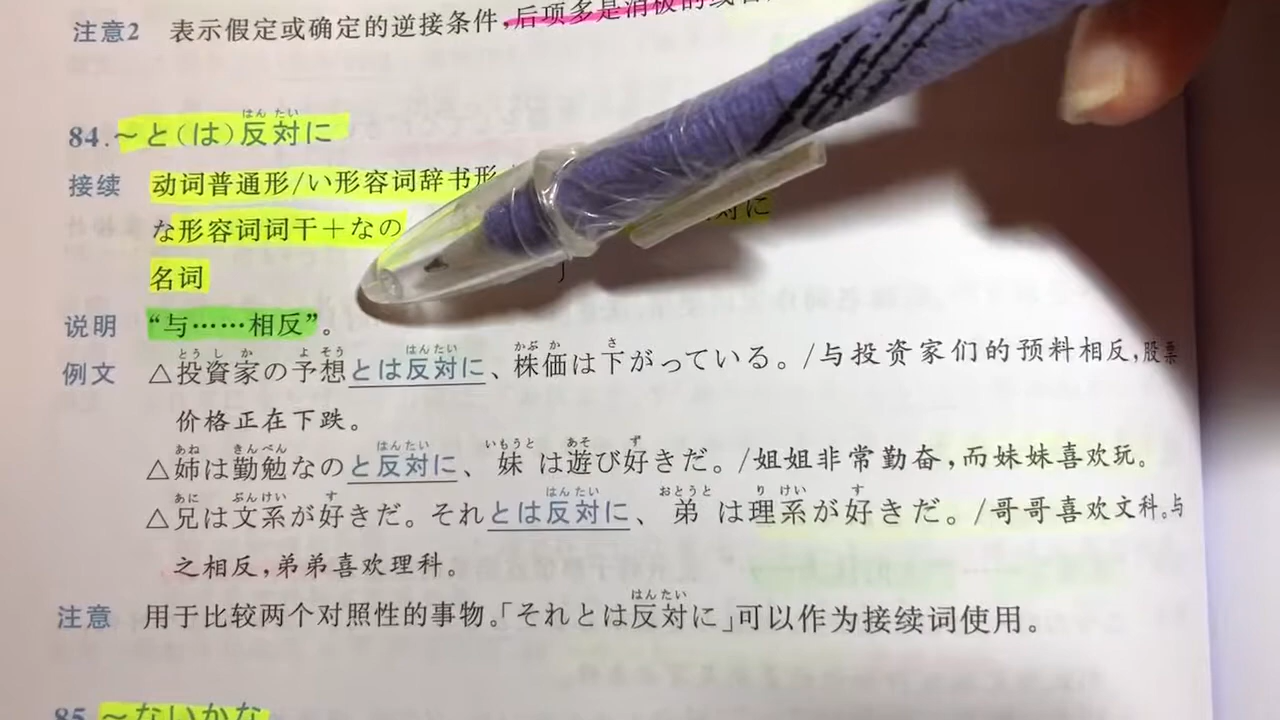 注意2 表示假定或确定的逆接条件,后项多是消极的或
84.～と(は)反対に
接续 动词普通形/い形容词辞书形
な形容词词干＋なの 対に
名词
说明 “与……相反”。
例文 △投資家の予想とは反対に、株価は下がっている。/与投资家们的预料相反,股票
价格正在下跌。
△姉は勤勉なのと反対に、妹は遊び好きだ。/姐姐非常勤奋,而妹妹喜欢玩。
△兄は文系が好きだ。それとは反対に、弟は理系が好きだ。/哥哥喜欢文科。与
之相反,弟弟喜欢理科。
注意 用于比较两个对照性的事物。「それとは反対に」可以作为接续词使用。
85.～ないかな